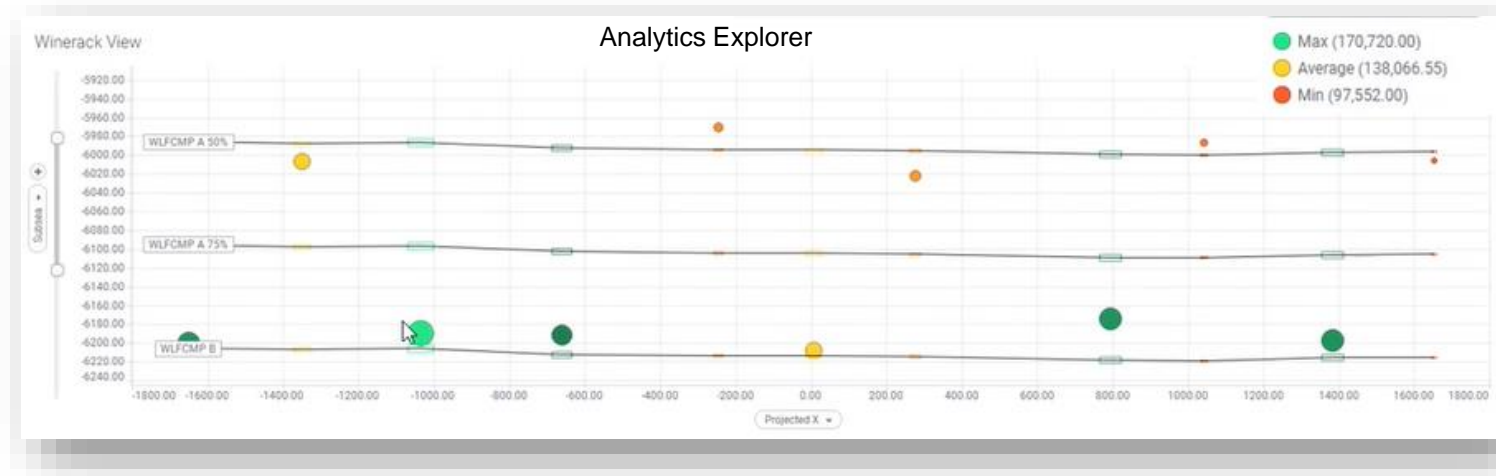 Analytics Explorer
Winerack View
Max (170,720.00)
Average (138,066.55)
Min (97,552.00)
-5920.00
-5940.00
-5960.00
-5980.00
-6000.00
-6020.00
-6040.00
-6060.00
-6080.00
-6100.00
-6120.00
-6140.00
-6160.00
-6180.00
-6200.00
-6220.00
-6240.00
WLFCMP A 50%
WLFCMP A 75%
WLFCMP B
Subsea
-1800.00 -1600.00 -1400.00 -1200.00 -1000.00 -800.00 -600.00 -400.00 -200.00 0.00 200.00 400.00 600.00 800.00 1000.00 1200.00 1400.00 1600.00 1800.00
Projected X